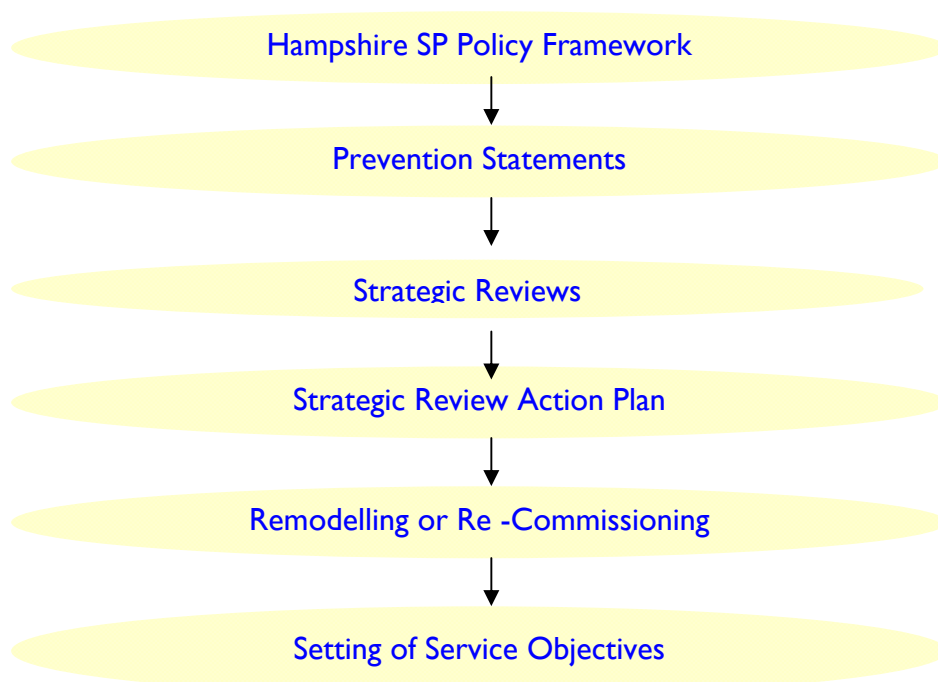 Hampshire SP Policy Framework
Prevention Statements
Strategic Reviews
Strategic Review Action Plan
Remodelling or Re -Commissioning
Setting of Service Objectives